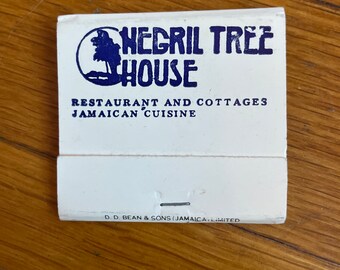 NEGRIL TREE
HOUSE
RESTAURANT AND COTTAGES
JAMAICAN CUISINE
D. D. BEAN & SONS (JAMAICA) LIMITED